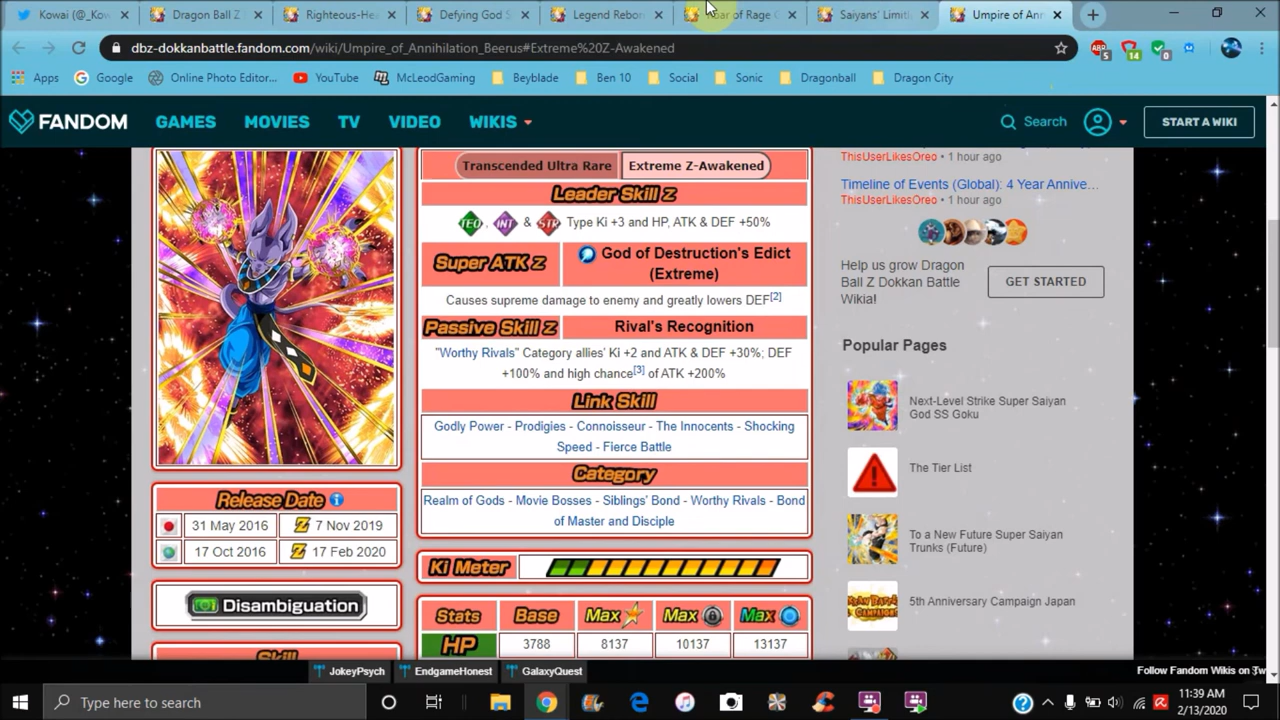 Kowai (@_Kow
Dragon Ball Z
Righteous-He
Defying God S
Legend Rebor
Roar of Rage G
Saiyans' Limitl
Umpire of Ann
dbz-dokkanbattle.fandom.com/wiki/Umpire_of_Annihilation_Beerus#Extreme%20Z-Awakened
ABP 5 14 0
Apps Google Online Photo Editor... YouTube McLeodGaming Beyblade Ben 10 Social Sonic Dragonball Dragon City
FANDOM GAMES MOVIES TV VIDEO WIKIS Search START A WIKI
Transcended Ultra Rare Extreme Z-Awakened
Leader Skill Z
TEQ, INT & STR Type Ki +3 and HP, ATK & DEF +50%
Super ATK Z
God of Destruction's Edict
(Extreme)
Causes supreme damage to enemy and greatly lowers DEF[2]
Passive Skill Z
Rival's Recognition
"Worthy Rivals" Category allies' Ki +2 and ATK & DEF +30%; DEF
+100% and high chance[3] of ATK +200%
Link Skill
Godly Power - Prodigies - Connoisseur - The Innocents - Shocking
Speed - Fierce Battle
Category
Realm of Gods - Movie Bosses - Siblings' Bond - Worthy Rivals - Bond
of Master and Disciple
Ki Meter
Stats Base Max Max Max
HP 3788 8137 10137 13137
Release Date
31 May 2016 Z 7 Nov 2019
17 Oct 2016 Z 17 Feb 2020
Disambiguation
Skill
ThisUserLikesOreo • 1 hour ago
Timeline of Events (Global): 4 Year Annive...
ThisUserLikesOreo • 1 hour ago
Help us grow Dragon
Ball Z Dokkan Battle
Wikia!
GET STARTED
Popular Pages
Next-Level Strike Super Saiyan
God SS Goku
The Tier List
To a New Future Super Saiyan
Trunks (Future)
5th Anniversary Campaign Japan
JokeyPsych EndgameHonest GalaxyQuest
Follow Fandom Wikis on Tw
Type here to search
11:39 AM
2/13/2020